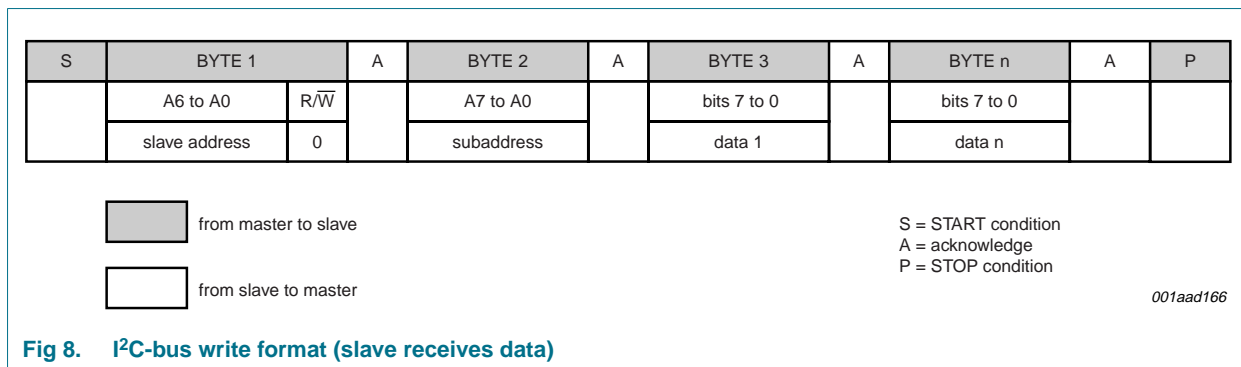 S BYTE 1 A BYTE 2 A BYTE 3 A BYTE n A P
A6 to A0 R/W̅ A7 to A0 bits 7 to 0 bits 7 to 0
slave address 0 subaddress data 1 data n
from master to slave
from slave to master
S = START condition
A = acknowledge
P = STOP condition
001aad166
Fig 8. I²C-bus write format (slave receives data)